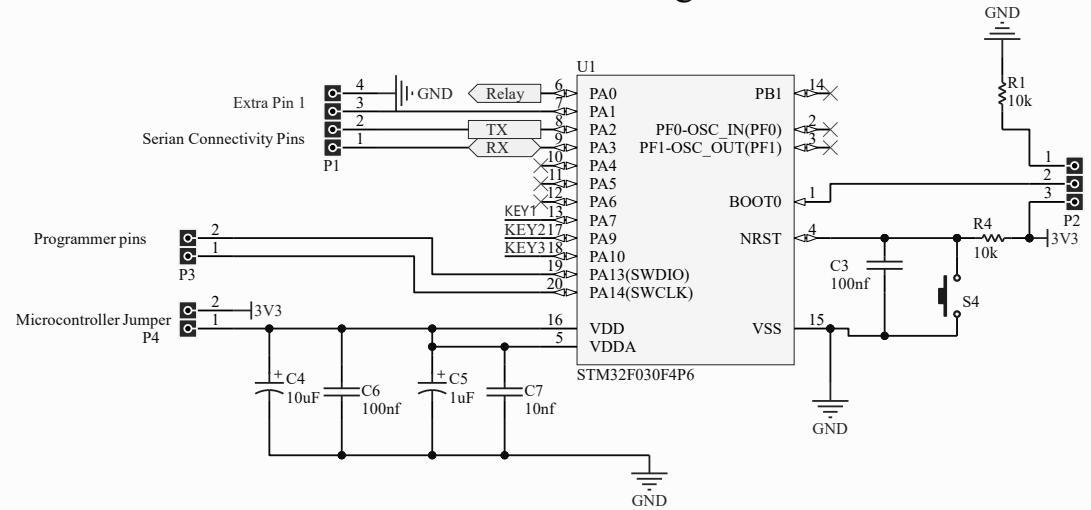 g
GND
U1
4
GND
Relay
6
PA0
PB1
14
R1
10k
Extra Pin 1
3
7
PA1
2
TX
8
PA2
PF0-OSC_IN(PF0)
2
Serian Connectivity Pins
1
RX
9
PA3
PF1-OSC_OUT(PF1)
3
P1
10
PA4
1
11
PA5
2
12
PA6
BOOT0
1
3
KEY1
13
PA7
P2
Programmer pins
2
KEY2
17
PA9
NRST
4
R4
10k
3V3
1
KEY3
18
PA10
P3
19
PA13(SWDIO)
C3
100nf
20
PA14(SWCLK)
S4
2
3V3
Microcontroller Jumper
1
16
VDD
VSS
15
P4
5
VDDA
STM32F030F4P6
+
C4
10uF
C6
100nf
+
C5
1uF
C7
10nf
GND
GND